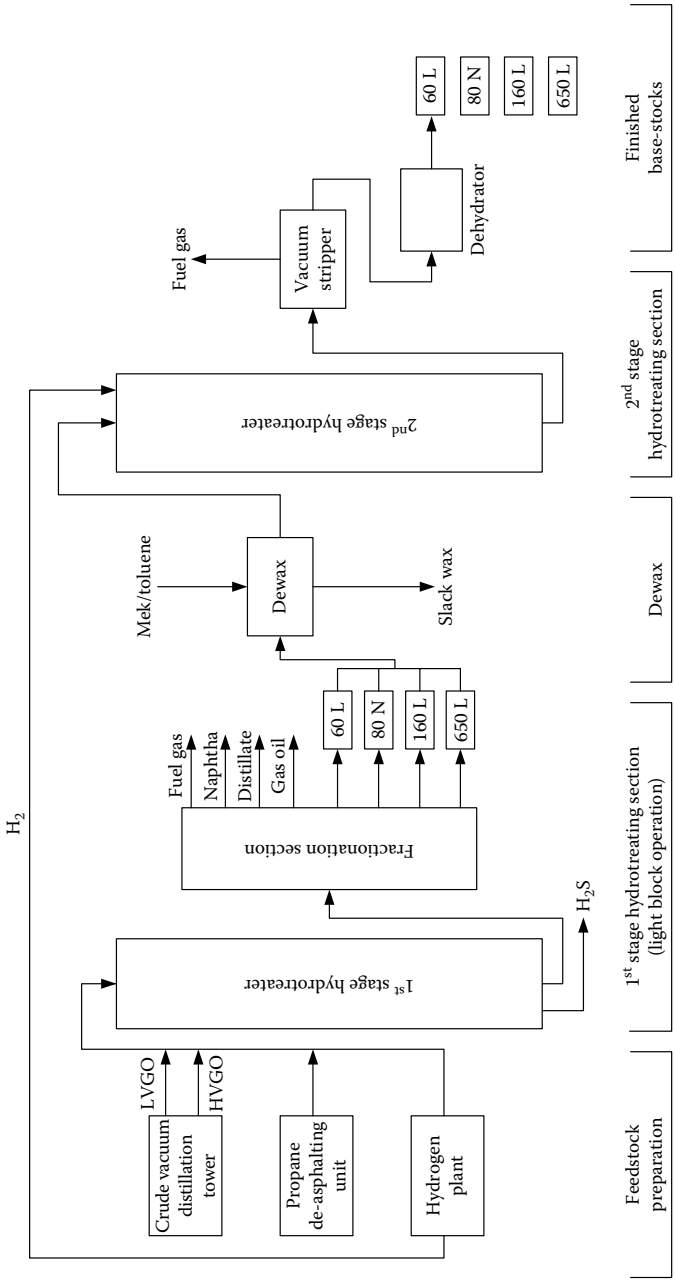 H2
Crude vacuum
distillation
tower
LVGO
HVGO
Propane
de-asphalting
unit
Hydrogen
plant
1st stage hydrotreater
H2S
Fractionation section
Fuel gas
Naphtha
Distillate
Gas oil
60 L
80 N
160 L
650 L
Mek/toluene
Dewax
Slack wax
2nd stage hydrotreater
Fuel gas
Vacuum
stripper
Dehydrator
60 L
80 N
160 L
650 L
Feedstock
preparation
1st stage hydrotreating section
(light block operation)
Dewax
2nd stage
hydrotreating section
Finished
base-stocks